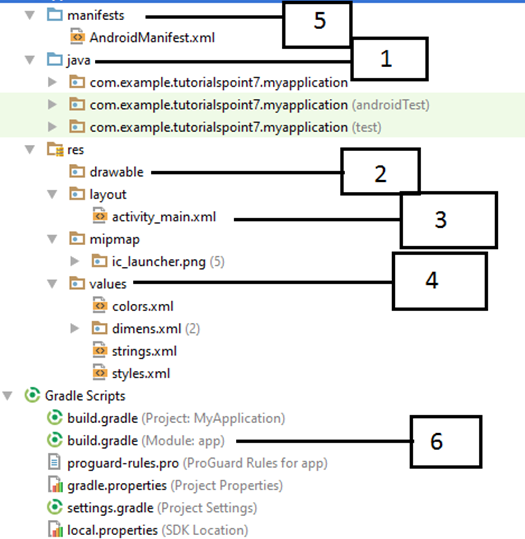 manifests 5
AndroidManifest.xml
java 1
com.example.tutorialspoint7.myapplication
com.example.tutorialspoint7.myapplication (androidTest)
com.example.tutorialspoint7.myapplication (test)
res
drawable 2
layout
activity_main.xml 3
mipmap
ic_launcher.png (5)
values 4
colors.xml
dimens.xml (2)
strings.xml
styles.xml
Gradle Scripts
build.gradle (Project: MyApplication)
build.gradle (Module: app) 6
proguard-rules.pro (ProGuard Rules for app)
gradle.properties (Project Properties)
settings.gradle (Project Settings)
local.properties (SDK Location)